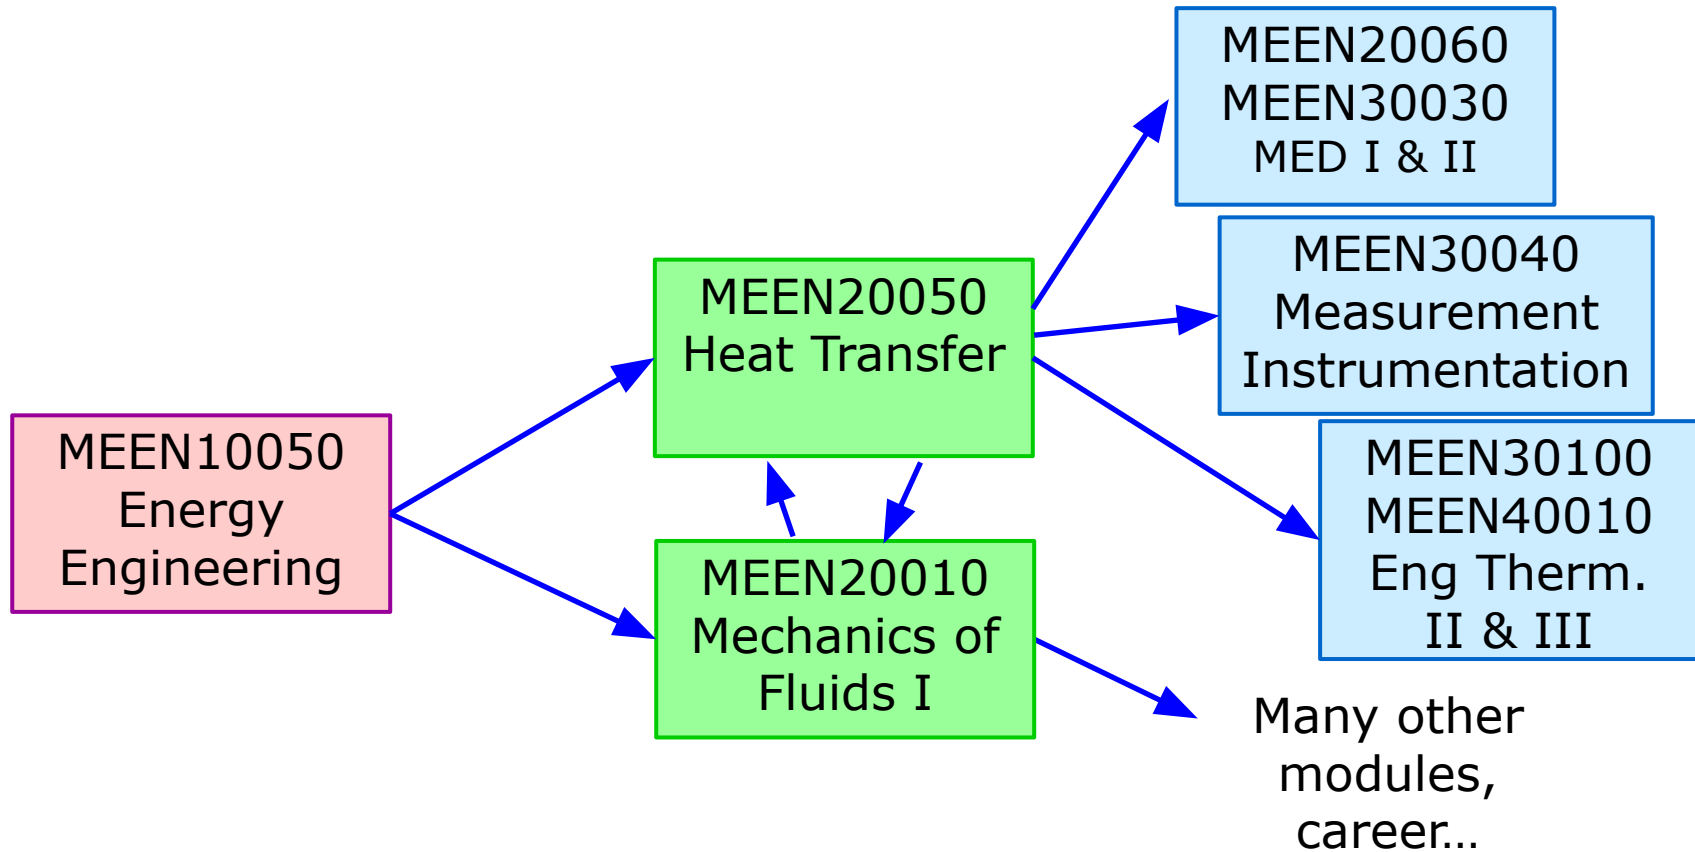 MEEN10050
Energy
Engineering
MEEN20050
Heat Transfer
MEEN20010
Mechanics of
Fluids I
MEEN20060
MEEN30030
MED I & II
MEEN30040
Measurement
Instrumentation
MEEN30100
MEEN40010
Eng Therm.
II & III
Many other
modules,
career…